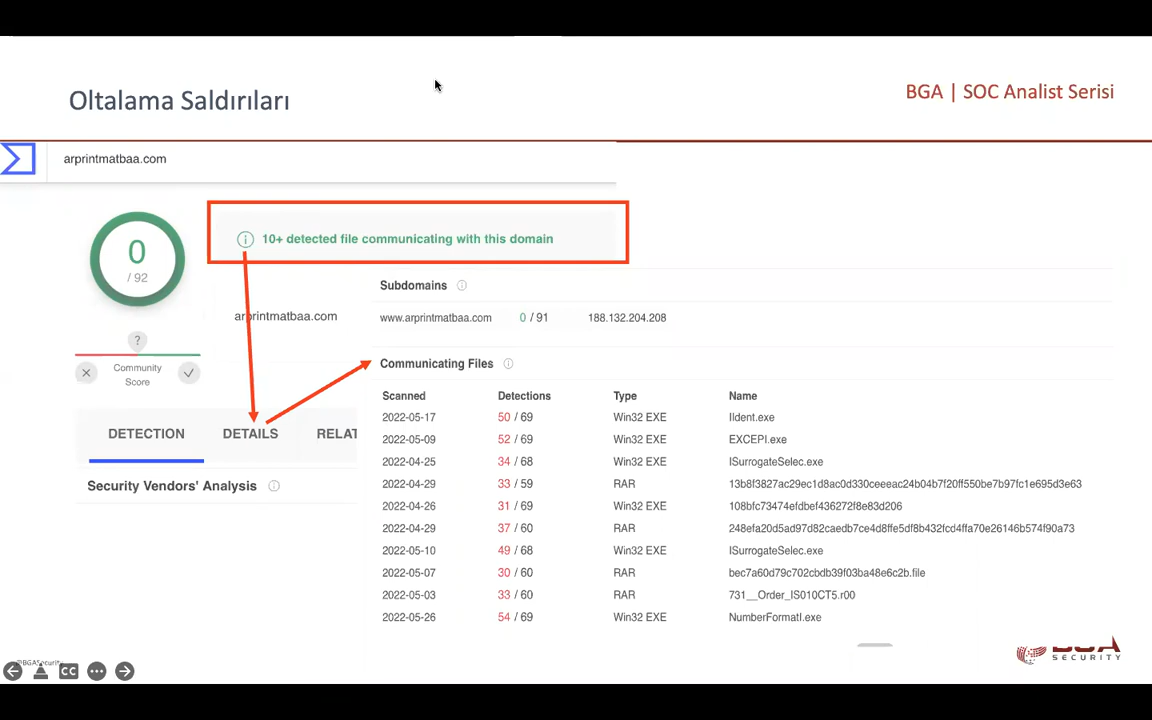 Oltalama Saldırıları
BGA | SOC Analist Serisi
arprintmatbaa.com
0
/ 92
10+ detected file communicating with this domain
arprintmatbaa.com
?
Community
Score
DETECTION DETAILS RELAT
Security Vendors' Analysis
Subdomains
www.arprintmatbaa.com 0 / 91 188.132.204.208
Communicating Files
Scanned Detections Type Name
2022-05-17 50 / 69 Win32 EXE IIdent.exe
2022-05-09 52 / 69 Win32 EXE EXCEPI.exe
2022-04-25 34 / 68 Win32 EXE ISurrogateSelec.exe
2022-04-29 33 / 59 RAR 13b8f3827ac29ec1d8ac0d330ceeeac24b04b7f20ff550be7b97fc1e695d3e63
2022-04-26 31 / 69 Win32 EXE 108bfc73474efdbef436272f8e83d206
2022-04-29 37 / 60 RAR 248efa20d5ad97d82caedb7ce4d8ffe5df8b432fcd4ffa70e26146b574f90a73
2022-05-10 49 / 68 Win32 EXE ISurrogateSelec.exe
2022-05-07 30 / 60 RAR bec7a60d79c702cbdb39f03ba48e6c2b.file
2022-05-03 33 / 60 RAR 731__Order_IS010CT5.r00
2022-05-26 54 / 69 Win32 EXE NumberFormatI.exe
@BGASecurity
CC
BGA
SECURITY